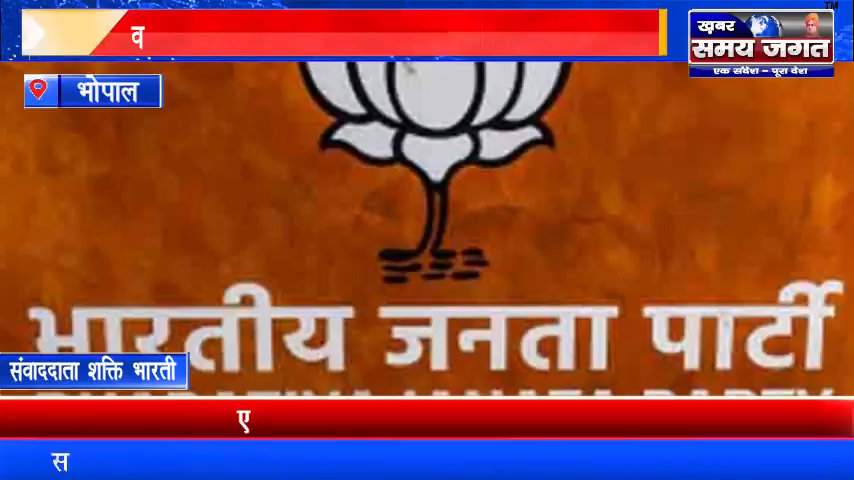 व
TM
ख़बर
समय जगत
एक संदेश - पूरा देश
भोपाल
भारतीय जनता पार्टी
संवाददाता शक्ति भारती
ए
स